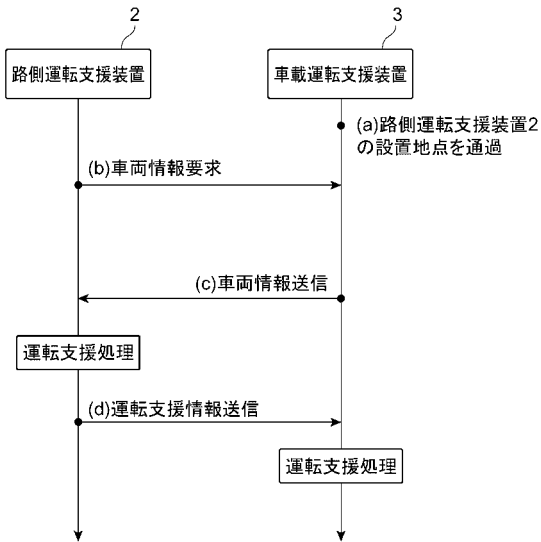 2
3
路側運転支援装置
車載運転支援装置
(a)路側運転支援装置2
の設置地点を通過
(b)車両情報要求
(c)車両情報送信
運転支援処理
(d)運転支援情報送信
運転支援処理